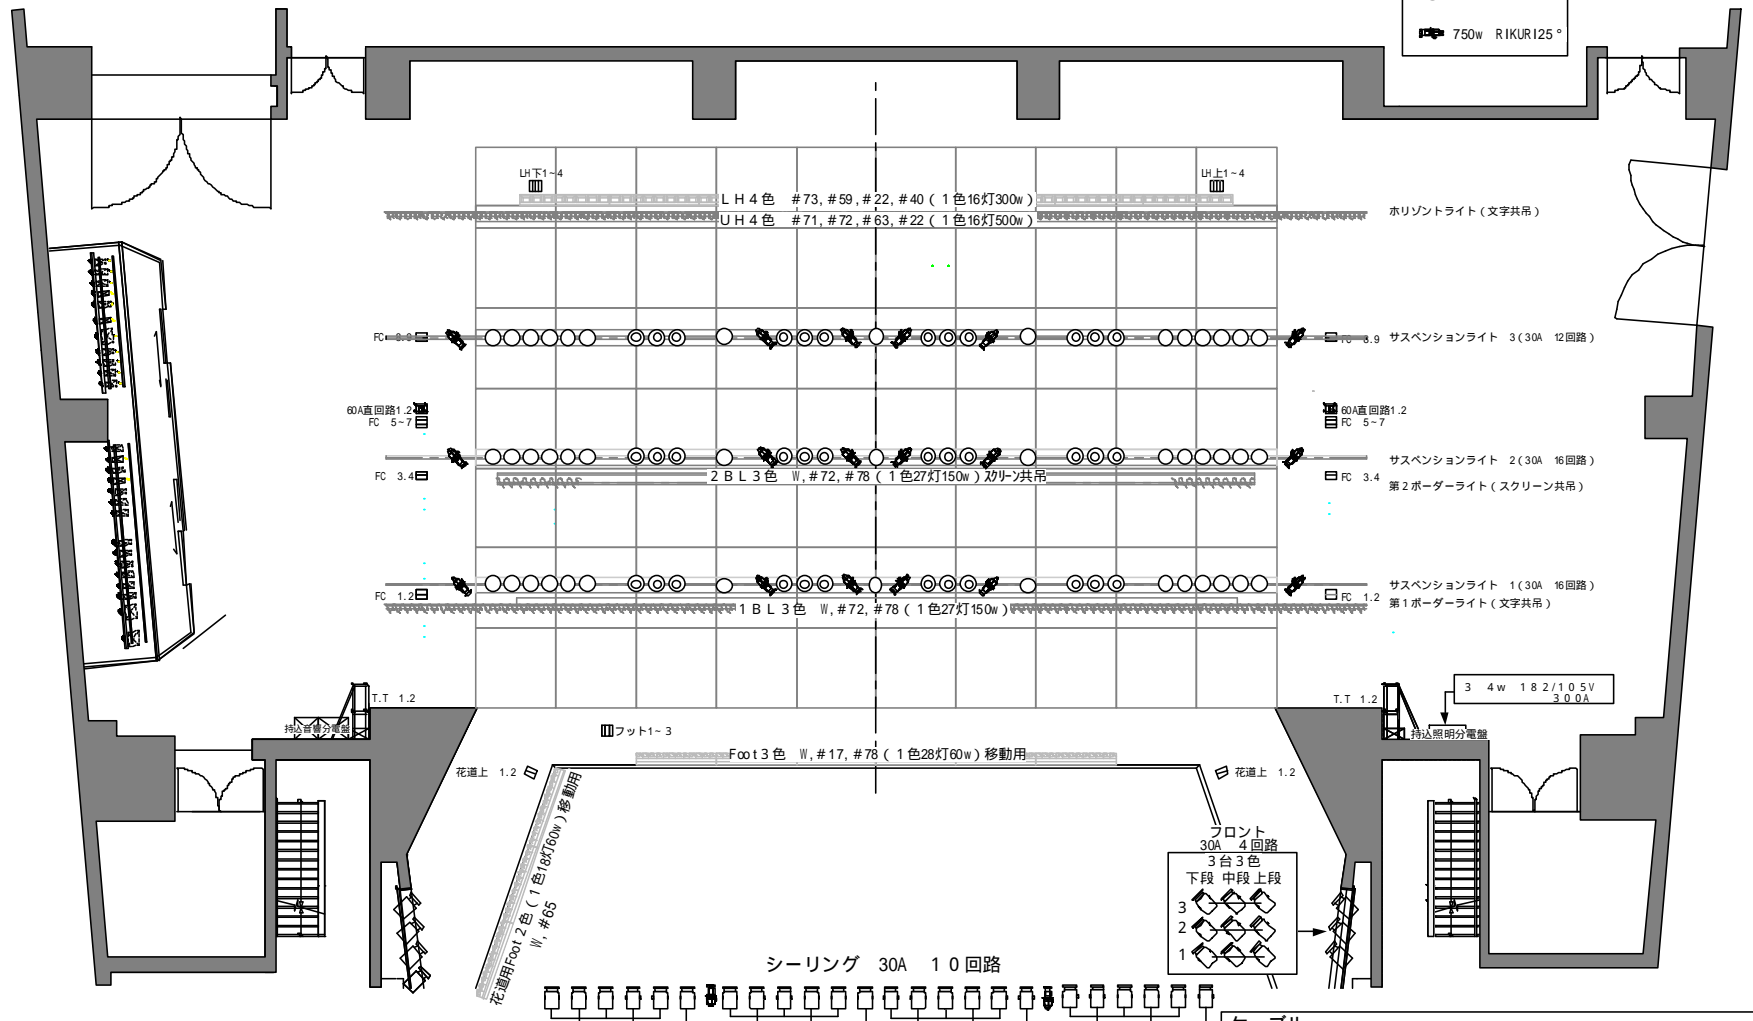 750w RIKURI25°
LH下1~4
LH上1~4
LH4色 #73,#59,#22,#40(1色16灯300w)
UH4色 #71,#72,#63,#22(1色16灯500w)
ホリゾントライト(文字共吊)
サスペンションライト 3(30A 12回路)
60A直回路1.2
FC 5~7
60A直回路1.2
FC 5~7
サスペンションライト 2(30A 16回路)
FC 3.4
2BL3色 W,#72,#78(1色27灯150w)スクリーン共吊
FC 3.4
第2ボーダーライト(スクリーン共吊)
サスペンションライト 1(30A 16回路)
FC 1.2
FC 1.2
1BL3色 W,#72,#78(1色27灯150w)
第1ボーダーライト(文字共吊)
T.T 1.2
T.T 1.2
3 4w 182/105V
300A
持込音響分電盤
持込照明分電盤
フット1~3
Foot3色 W,#17,#78(1色28灯60w)移動用
花道上 1.2
花道上 1.2
花道用Foot2色(1色18灯60w)移動用
W,#65
フロント
30A 4回路
3台3色
下段 中段 上段
3
2
1
シーリング 30A 10回路